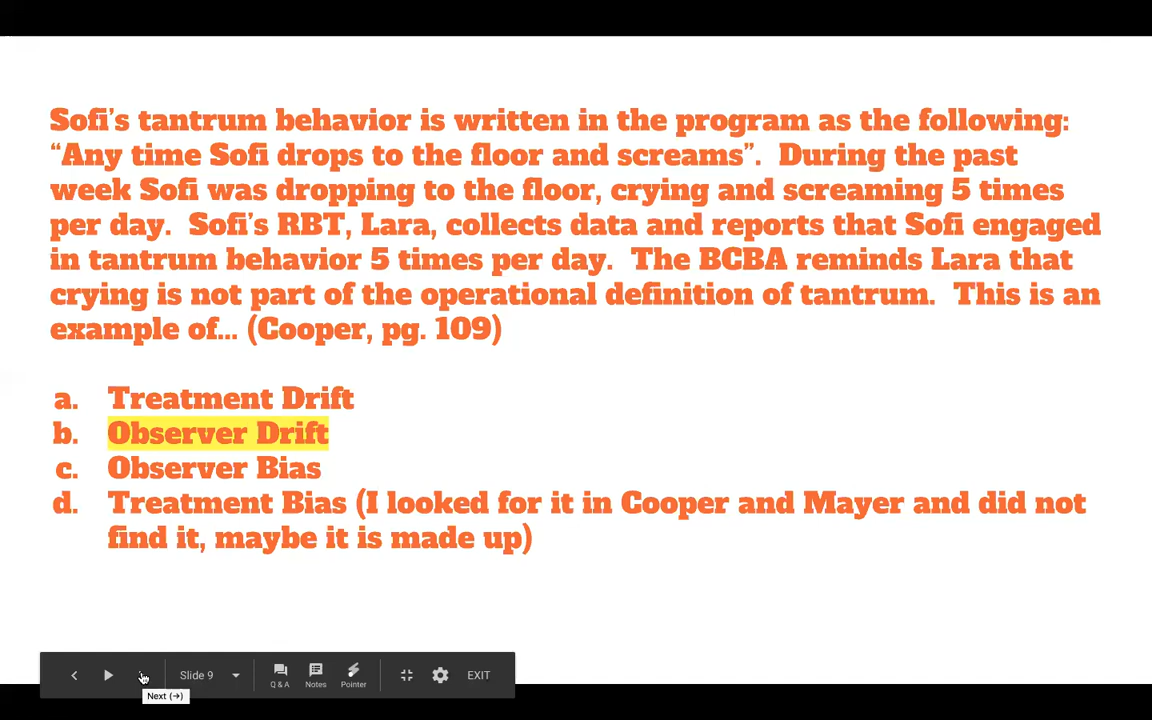 Sofi's tantrum behavior is written in the program as the following:
“Any time Sofi drops to the floor and screams”.  During the past
week Sofi was dropping to the floor, crying and screaming 5 times
per day.  Sofi's RBT, Lara, collects data and reports that Sofi engaged
in tantrum behavior 5 times per day.  The BCBA reminds Lara that
crying is not part of the operational definition of tantrum.  This is an
example of... (Cooper, pg. 109)
a. Treatment Drift
b. Observer Drift
c. Observer Bias
d. Treatment Bias (I looked for it in Cooper and Mayer and did not
find it, maybe it is made up)
Slide 9
Q & A
Notes
Pointer
EXIT
Next (→)